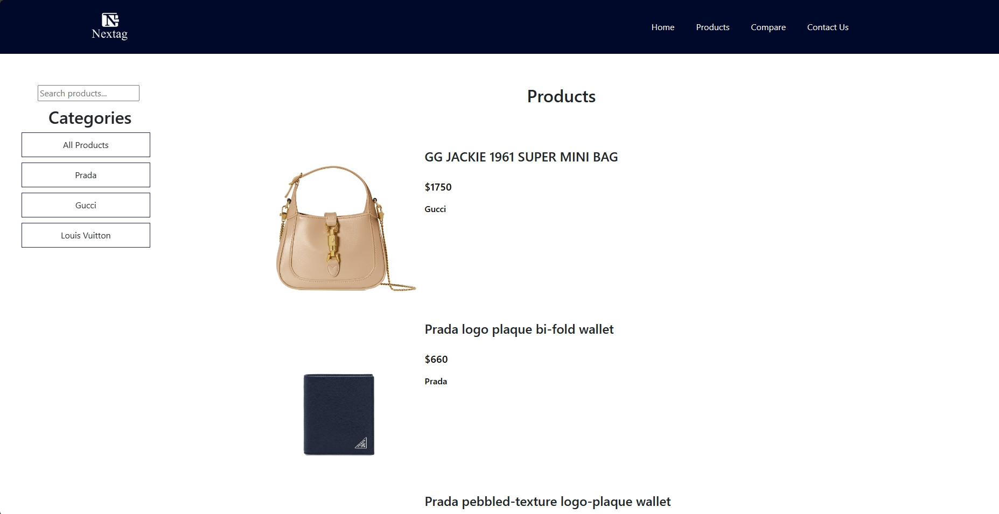 N
Nextag
Home
Products
Compare
Contact Us
Search products...
Categories
All Products
Prada
Gucci
Louis Vuitton
Products
GG JACKIE 1961 SUPER MINI BAG
$1750
Gucci
Prada logo plaque bi-fold wallet
$660
Prada
PRADA
Prada pebbled-texture logo-plaque wallet